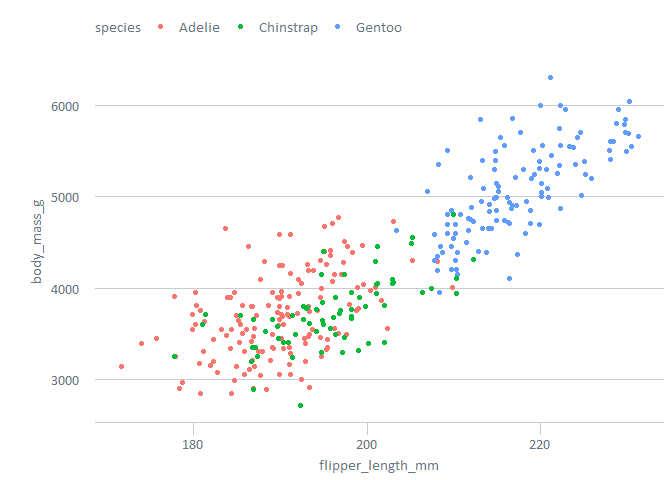 species Adelie Chinstrap Gentoo
6000
5000
4000
3000
body_mass_g
180 200 220
flipper_length_mm